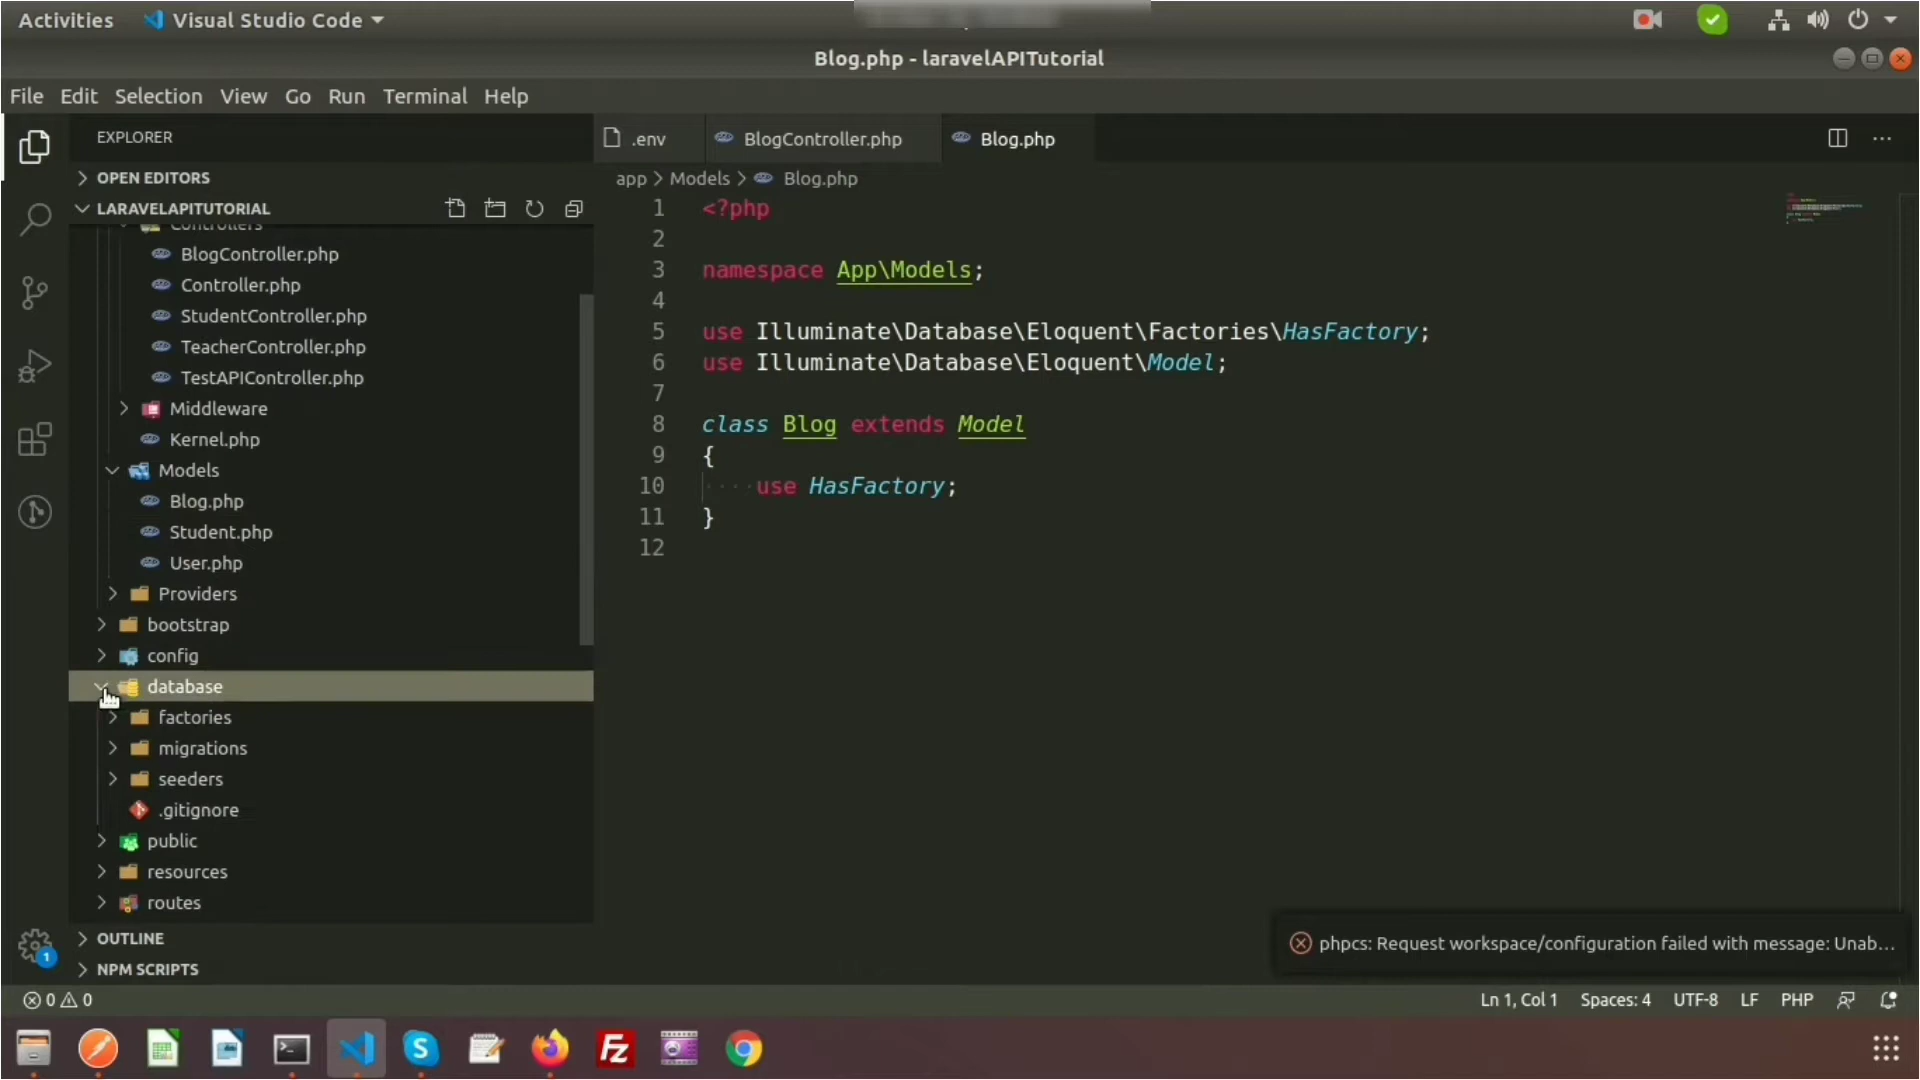 Activities
Visual Studio Code
Blog.php - laravelAPITutorial
File Edit Selection View Go Run Terminal Help
EXPLORER
OPEN EDITORS
LARAVELAPITUTORIAL
Controllers
BlogController.php
Controller.php
StudentController.php
TeacherController.php
TestAPIController.php
Middleware
Kernel.php
Models
Blog.php
Student.php
User.php
Providers
bootstrap
config
database
factories
migrations
seeders
.gitignore
public
resources
routes
OUTLINE
NPM SCRIPTS
.env
BlogController.php
Blog.php
app > Models > Blog.php
1 <?php
2
3 namespace App\Models;
4
5 use Illuminate\Database\Eloquent\Factories\HasFactory;
6 use Illuminate\Database\Eloquent\Model;
7
8 class Blog extends Model
9 {
10 ····use HasFactory;
11 }
12
phpcs: Request workspace/configuration failed with message: Unab...
1
0 0
Ln 1, Col 1 Spaces: 4 UTF-8 LF PHP
S
Fz